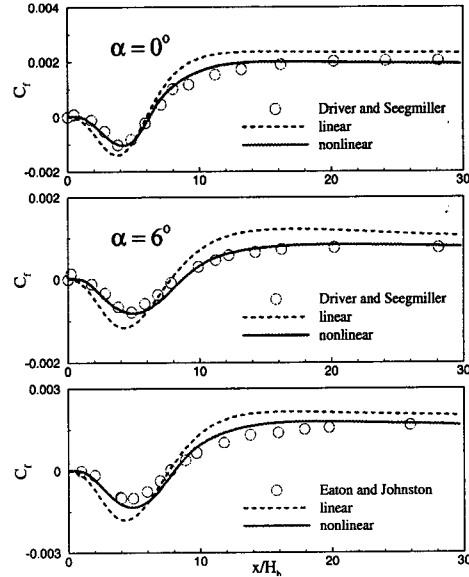 0.004
α = 0°
0.002
C_f
0.000
Driver and Seegmiller
linear
nonlinear
-0.002
0 10 20 30
0.002
α = 6°
C_f
0.000
Driver and Seegmiller
linear
nonlinear
-0.002
0 10 20 30
0.003
C_f
0
Eaton and Johnston
linear
nonlinear
-0.003
0 10 20 30
x/H_h